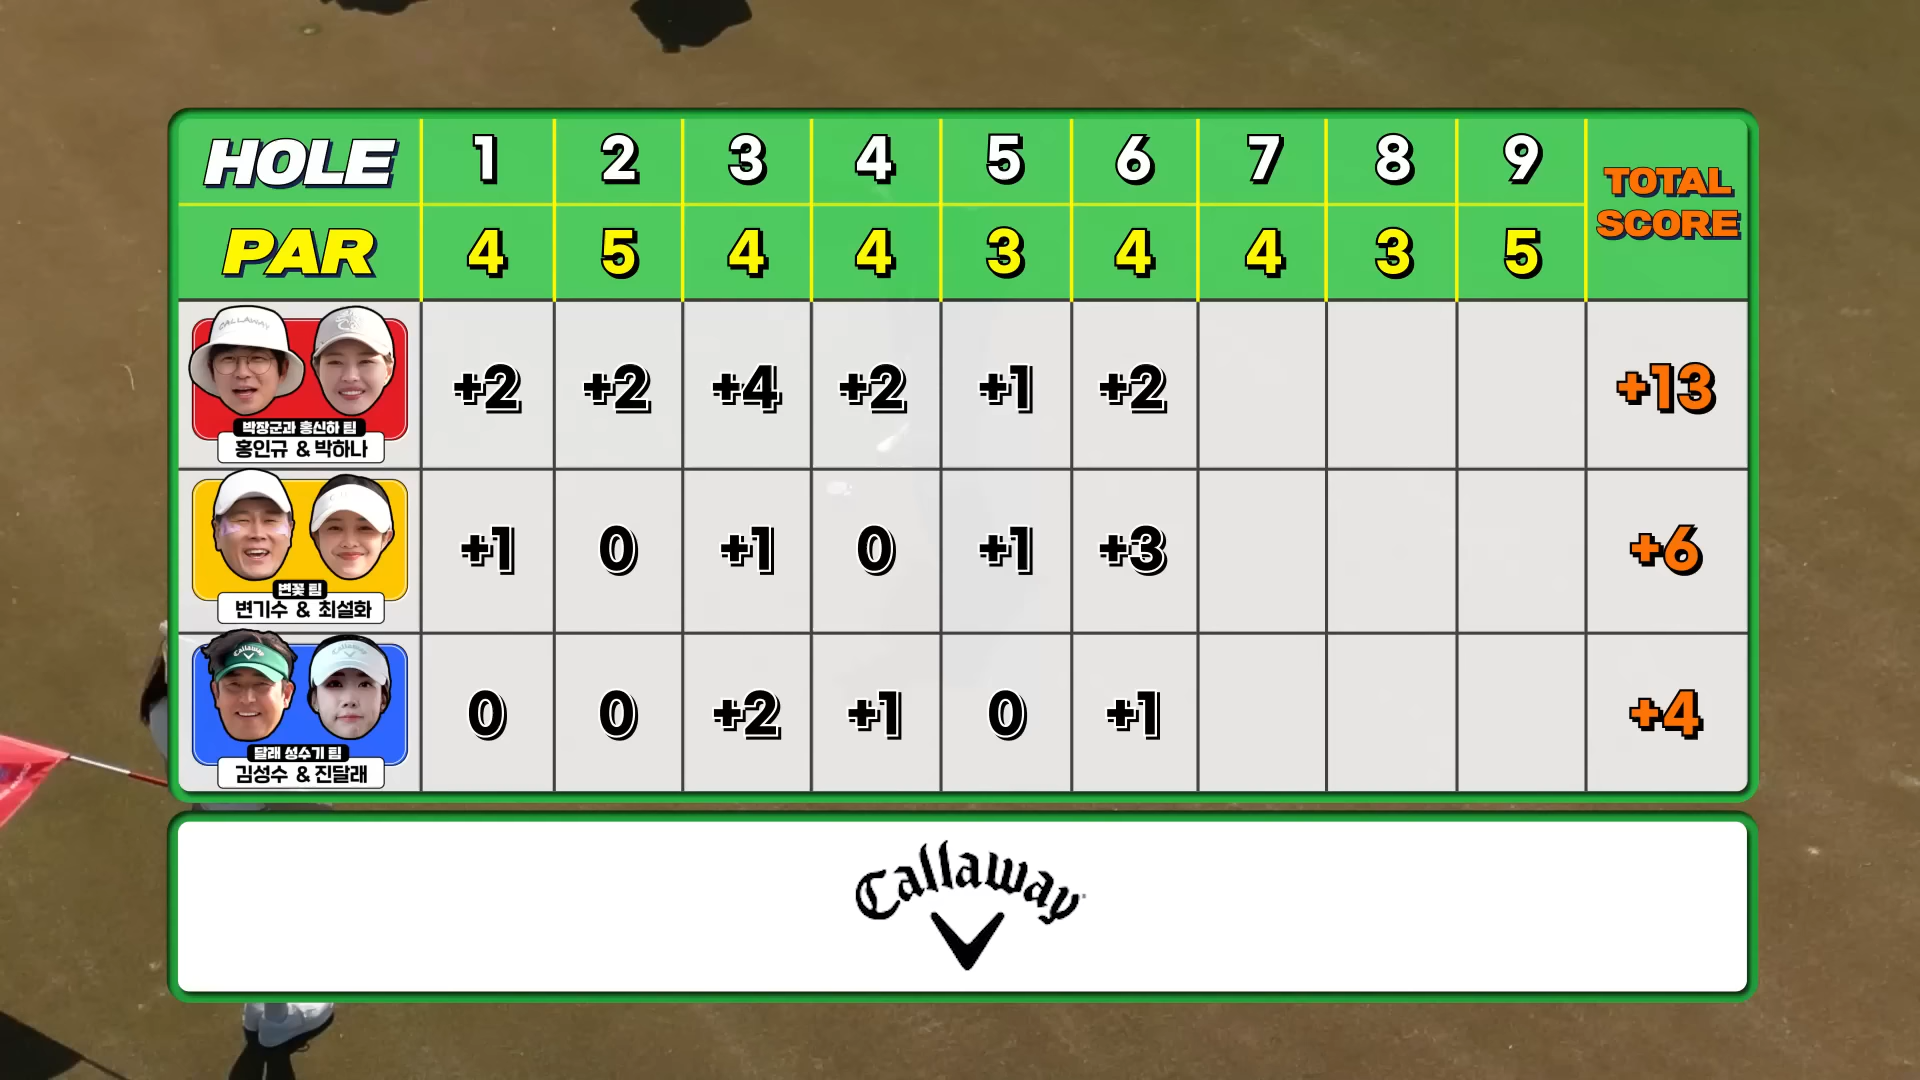 HOLE 1 2 3 4 5 6 7 8 9 TOTAL SCORE
PAR 4 5 4 4 3 4 4 3 5
CALLAWAY
박장군과 홍신하 팀
홍인규 & 박하나
+2 +2 +4 +2 +1 +2 +13
변꽃 팀
변기수 & 최설화
+1 0 +1 0 +1 +3 +6
Callaway
Callaway
달래 성수기 팀
김성수 & 진달래
0 0 +2 +1 0 +1 +4
Callaway